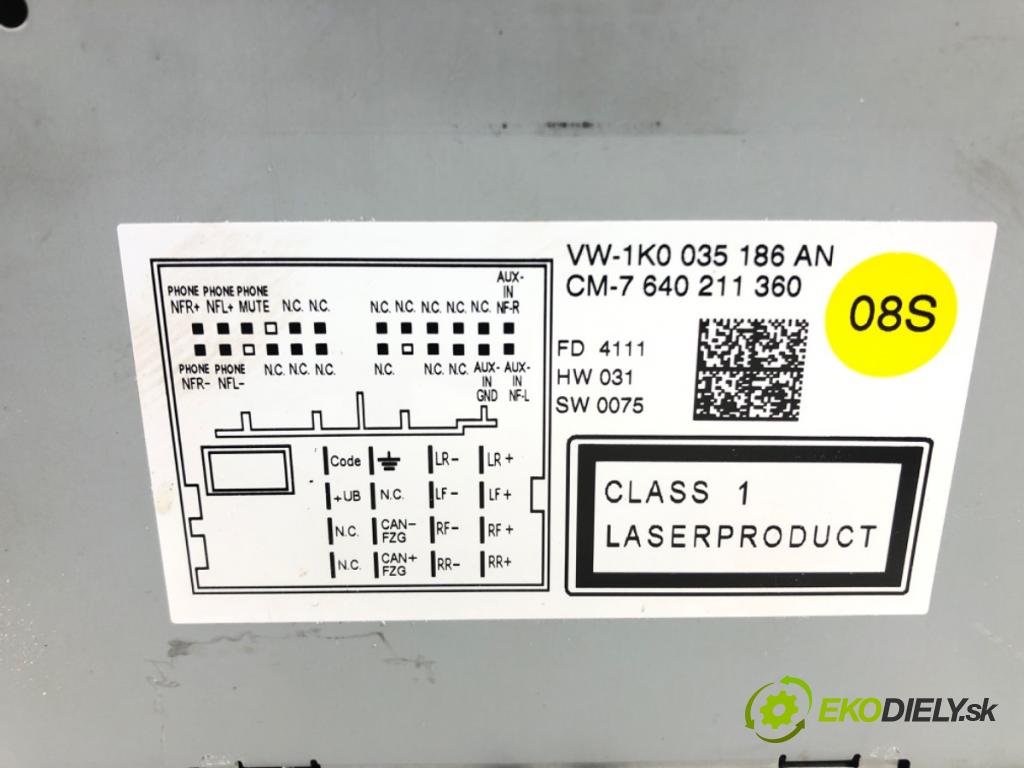 VW-1K0 035 186 AN
CM-7 640 211 360
08S
FD 4111
HW 031
SW 0075
CLASS 1
LASERPRODUCT
PHONE PHONE PHONE AUX-
NFR+ NFL+ MUTE N.C. N.C. N.C. N.C. N.C. N.C. N.C. IN
NF-R
PHONE PHONE N.C. N.C. N.C. N.C. N.C. N.C. AUX- AUX-
NFR- NFL- IN IN
GND NF-L
Code LR- LR+
+UB N.C. LF- LF+
N.C. CAN- RF- RF+
FZG
N.C. CAN+ RR- RR+
FZG
EKODIELY.sk